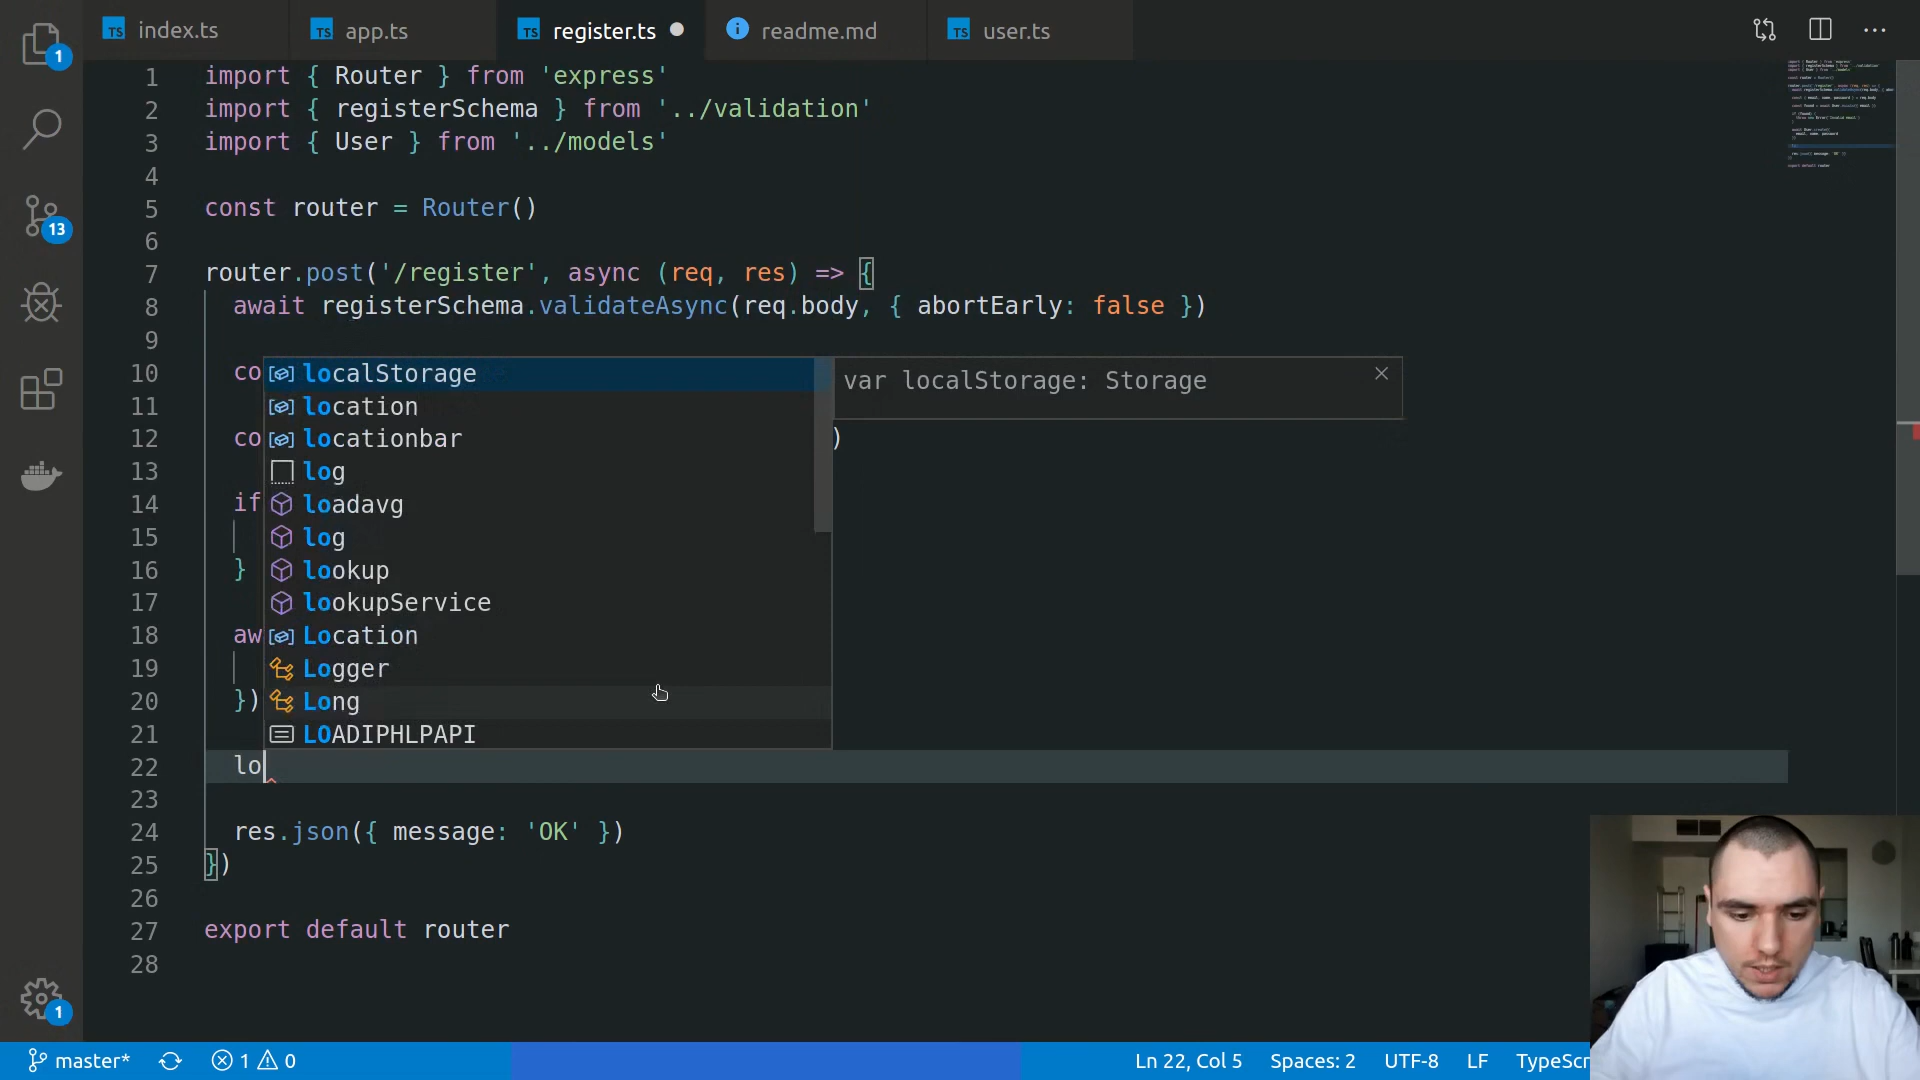 1
13
1
TS index.ts
TS app.ts
TS register.ts
readme.md
TS user.ts
1 import { Router } from 'express'
2 import { registerSchema } from '../validation'
3 import { User } from '../models'
4
5 const router = Router()
6
7 router.post('/register', async (req, res) => {
8 await registerSchema.validateAsync(req.body, { abortEarly: false })
9
10 co
11
12 co )
13
14 if
15
16 }
17
18 aw
19
20 })
21
22 lo
23
24 res.json({ message: 'OK' })
25 })
26
27 export default router
28
localStorage
location
locationbar
log
loadavg
log
lookup
lookupService
Location
Logger
Long
LOADIPHLPAPI
var localStorage: Storage
master* 1 0 Ln 22, Col 5 Spaces: 2 UTF-8 LF TypeScr